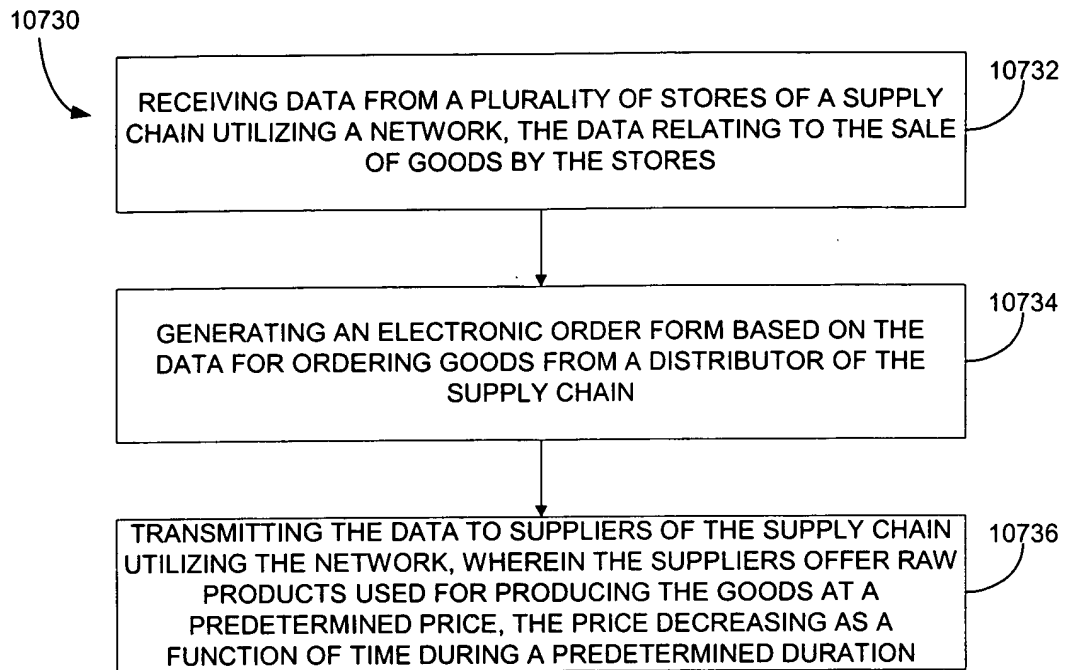 10730
10732
RECEIVING DATA FROM A PLURALITY OF STORES OF A SUPPLY
CHAIN UTILIZING A NETWORK, THE DATA RELATING TO THE SALE
OF GOODS BY THE STORES
10734
GENERATING AN ELECTRONIC ORDER FORM BASED ON THE
DATA FOR ORDERING GOODS FROM A DISTRIBUTOR OF THE
SUPPLY CHAIN
10736
TRANSMITTING THE DATA TO SUPPLIERS OF THE SUPPLY CHAIN
UTILIZING THE NETWORK, WHEREIN THE SUPPLIERS OFFER RAW
PRODUCTS USED FOR PRODUCING THE GOODS AT A
PREDETERMINED PRICE, THE PRICE DECREASING AS A
FUNCTION OF TIME DURING A PREDETERMINED DURATION